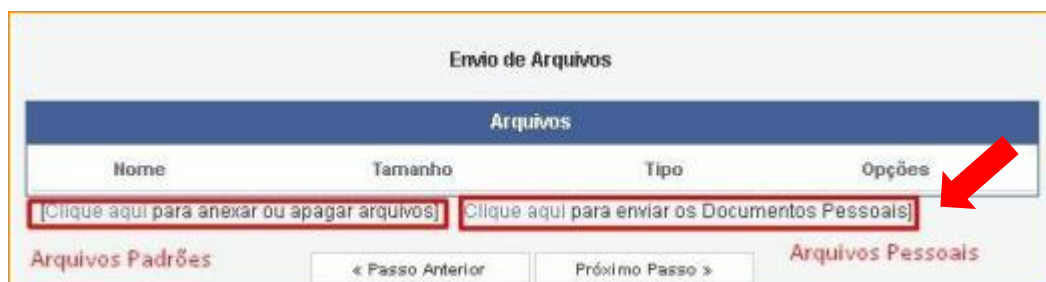 Envio de Arquivos
Arquivos
Nome Tamanho Tipo Opções
[Clique aqui para anexar ou apagar arquivos] Clique aqui para enviar os Documentos Pessoais]
Arquivos Padrões « Passo Anterior Próximo Passo » Arquivos Pessoais